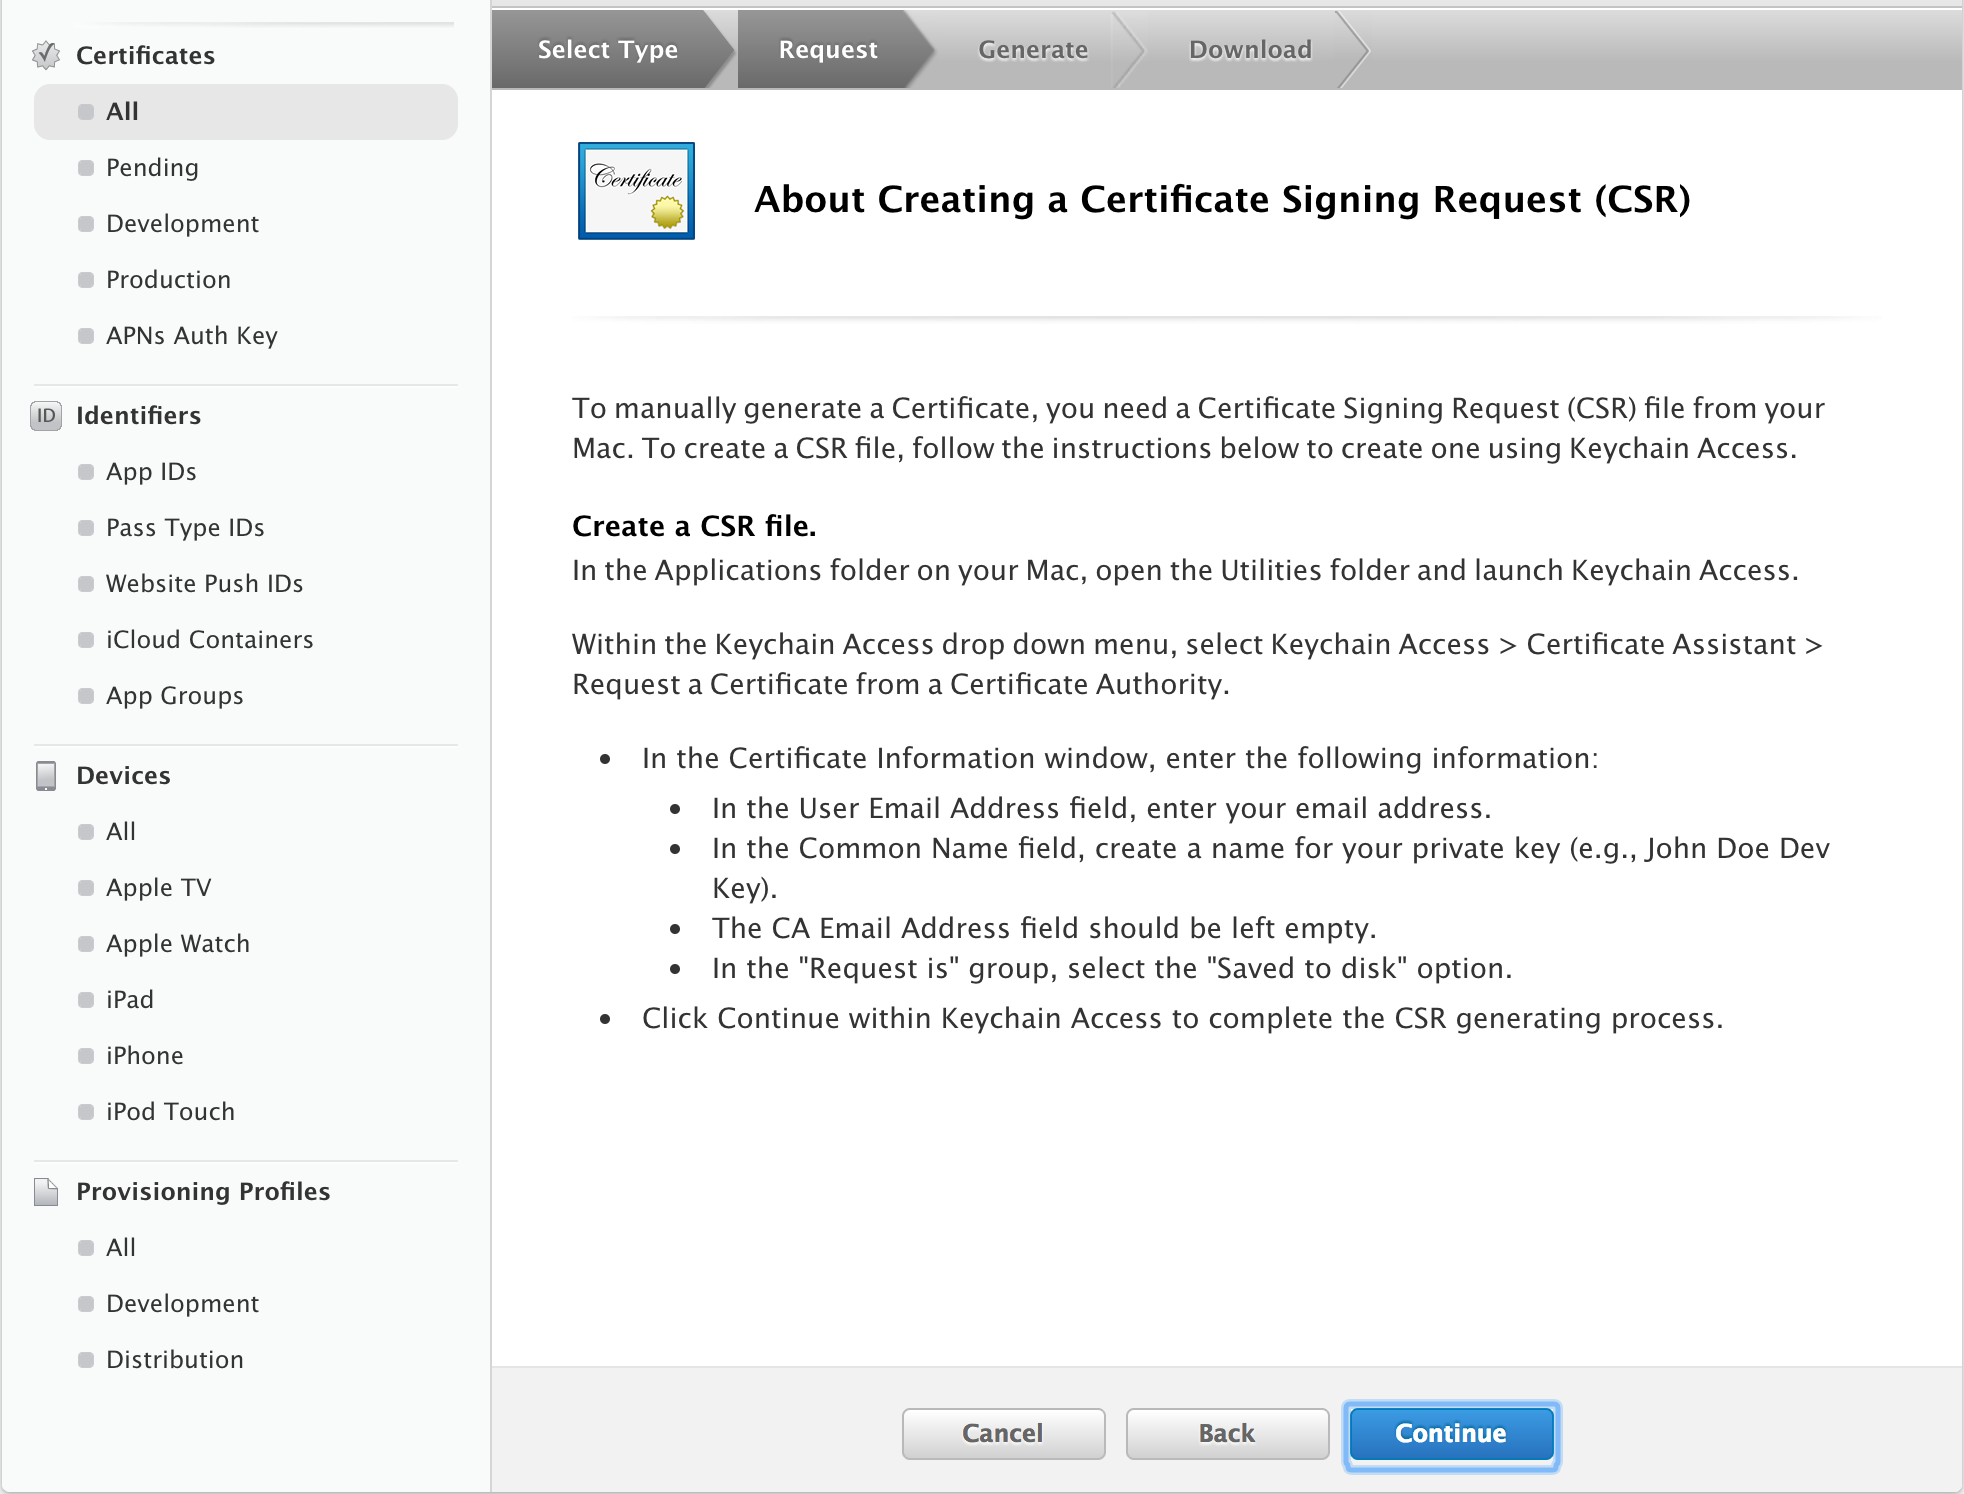 Certificates
All
Pending
Development
Production
APNs Auth Key
ID Identifiers
App IDs
Pass Type IDs
Website Push IDs
iCloud Containers
App Groups
Devices
All
Apple TV
Apple Watch
iPad
iPhone
iPod Touch
Provisioning Profiles
All
Development
Distribution
Select Type Request Generate Download
Certificate
About Creating a Certificate Signing Request (CSR)
To manually generate a Certificate, you need a Certificate Signing Request (CSR) file from your
Mac. To create a CSR file, follow the instructions below to create one using Keychain Access.
Create a CSR file.
In the Applications folder on your Mac, open the Utilities folder and launch Keychain Access.
Within the Keychain Access drop down menu, select Keychain Access > Certificate Assistant >
Request a Certificate from a Certificate Authority.
• In the Certificate Information window, enter the following information:
• In the User Email Address field, enter your email address.
• In the Common Name field, create a name for your private key (e.g., John Doe Dev
Key).
• The CA Email Address field should be left empty.
• In the "Request is" group, select the "Saved to disk" option.
• Click Continue within Keychain Access to complete the CSR generating process.
Cancel Back Continue